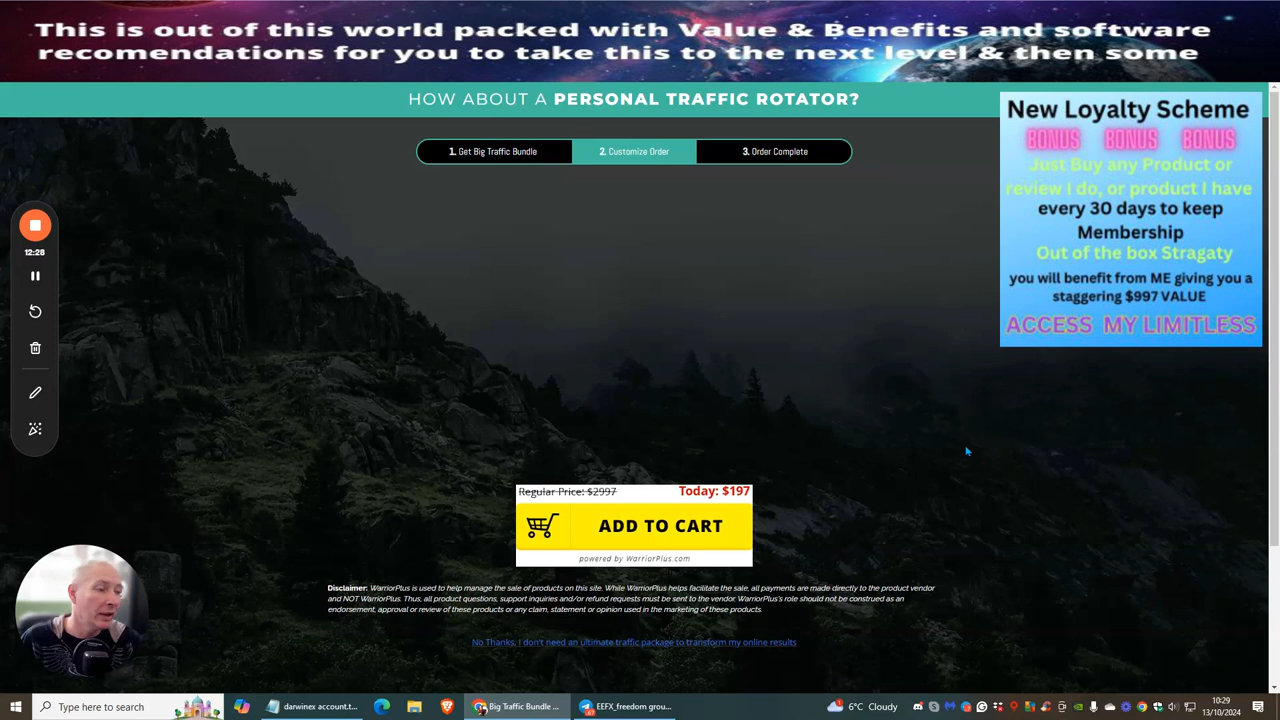 This is out of this world packed with Value & Benefits and software
recomendations for you to take this to the next level & then some
HOW ABOUT A PERSONAL TRAFFIC ROTATOR?
1. Get Big Traffic Bundle
2. Customize Order
3. Order Complete
New Loyalty Scheme
BONUS BONUS BONUS
Just Buy any Product or
review I do, or product I have
every 30 days to keep
Membership
Out of the box Stragaty
you will benefit from ME giving you a
staggering $997 VALUE
ACCESS MY LIMITLESS
12:28
Regular Price: $2997
Today: $197
ADD TO CART
powered by WarriorPlus.com
Disclaimer: WarriorPlus is used to help manage the sale of products on this site. While WarriorPlus helps facilitate the sale, all payments are made directly to the product vendor
and NOT WarriorPlus. Thus, all product questions, support inquiries and/or refund requests must be sent to the vendor. WarriorPlus's role should not be construed as an
endorsement, approval or review of these products or any claim, statement or opinion used in the marketing of these products.
No Thanks, I don't need an ultimate traffic package to transform my online results
Type here to search
darwinex account.t...
Big Traffic Bundle ...
EEFX_freedom grou...
6°C Cloudy
10:29
13/10/2024